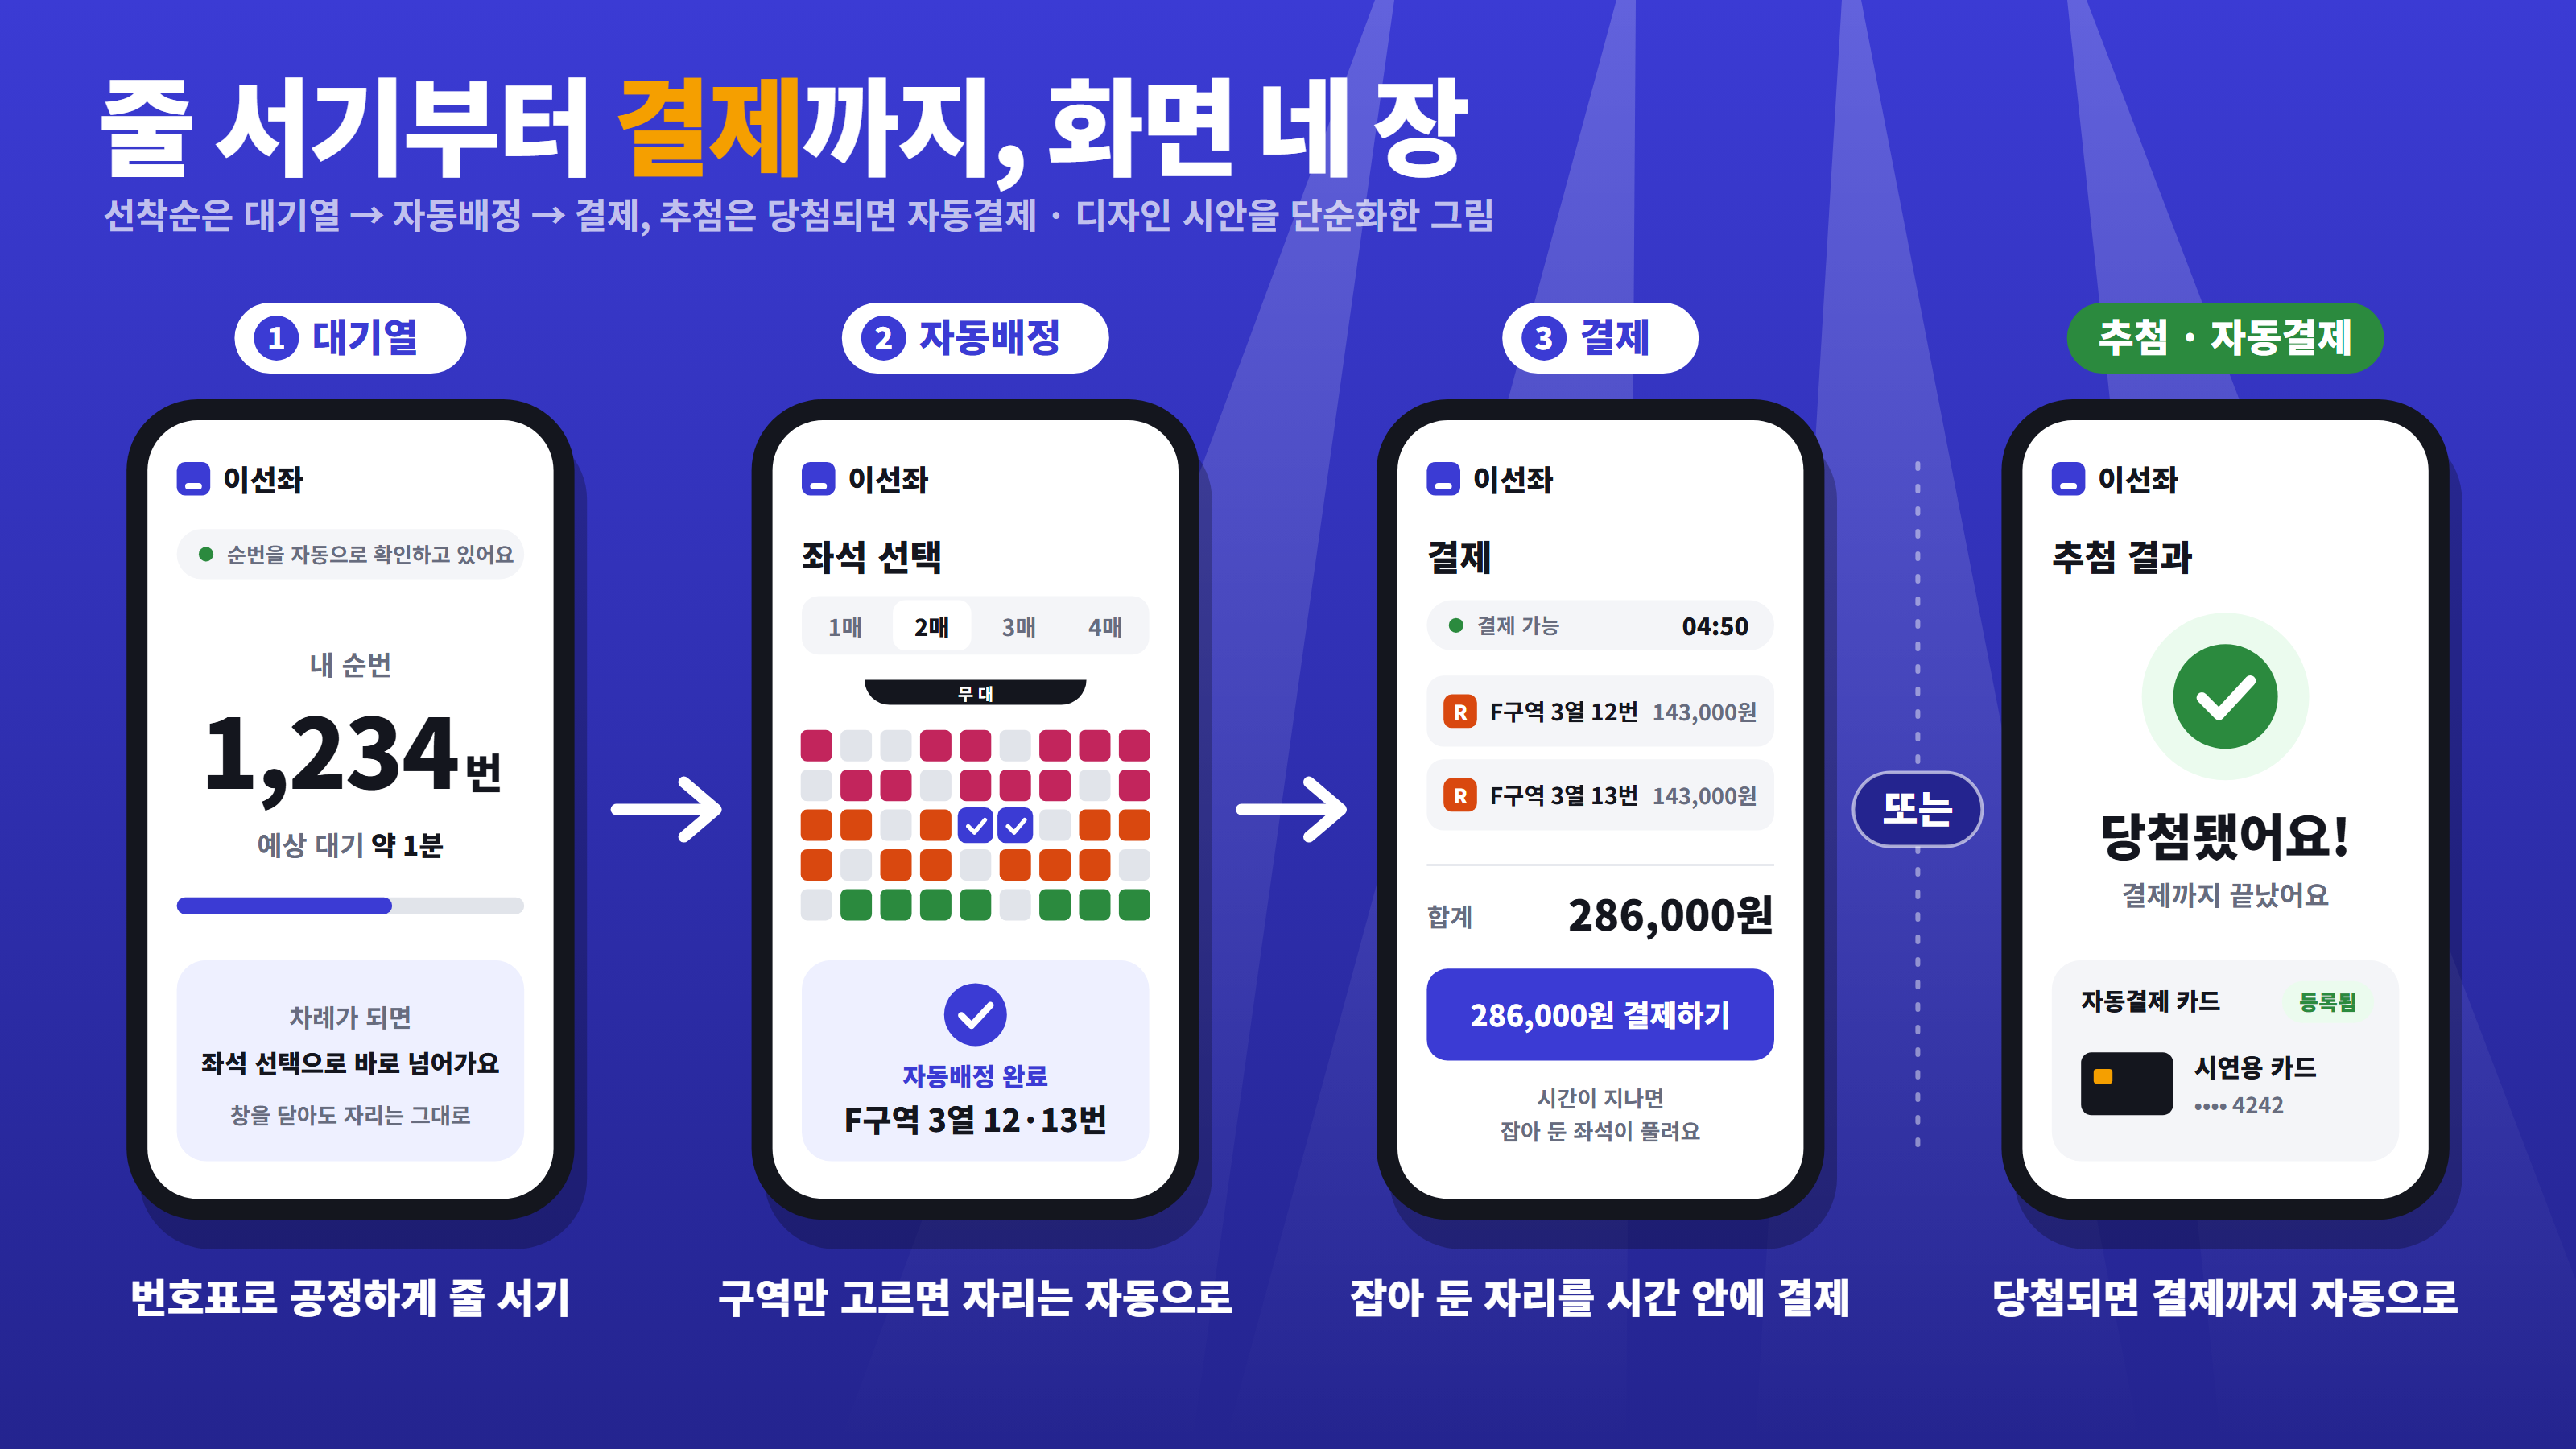 줄 서기부터 결제까지, 화면 네 장
선착순은 대기열 → 자동배정 → 결제, 추첨은 당첨되면 자동결제 · 디자인 시안을 단순화한 그림
1 대기열
이선좌
순번을 자동으로 확인하고 있어요
내 순번
1,234번
예상 대기 약 1분
차례가 되면
좌석 선택으로 바로 넘어가요
창을 닫아도 자리는 그대로
번호표로 공정하게 줄 서기
2 자동배정
이선좌
좌석 선택
1매 2매 3매 4매
무대
자동배정 완료
F구역 3열 12·13번
구역만 고르면 자리는 자동으로
3 결제
이선좌
결제
결제 가능 04:50
R F구역 3열 12번 143,000원
R F구역 3열 13번 143,000원
합계 286,000원
286,000원 결제하기
시간이 지나면
잡아 둔 좌석이 풀려요
잡아 둔 자리를 시간 안에 결제
또는
추첨 · 자동결제
이선좌
추첨 결과
당첨됐어요!
결제까지 끝났어요
자동결제 카드 등록됨
시연용 카드
•••• 4242
당첨되면 결제까지 자동으로